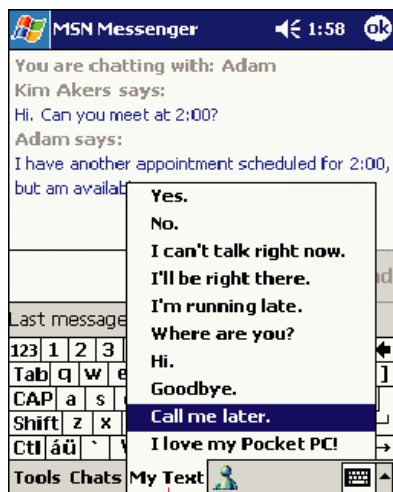 MSN Messenger 1:58 ok
You are chatting with: Adam
Kim Akers says:
Hi. Can you meet at 2:00?
Adam says:
I have another appointment scheduled for 2:00,
but am
Yes.
No.
I can't talk right now.
I'll be right there.
I'm running late.
Where are you?
Hi.
Goodbye.
Call me later.
I love my Pocket PC!
Last message
123 1 2 3
Tab q w e ]
CAP a s
Shift z x
Ctl áü `
Tools Chats My Text